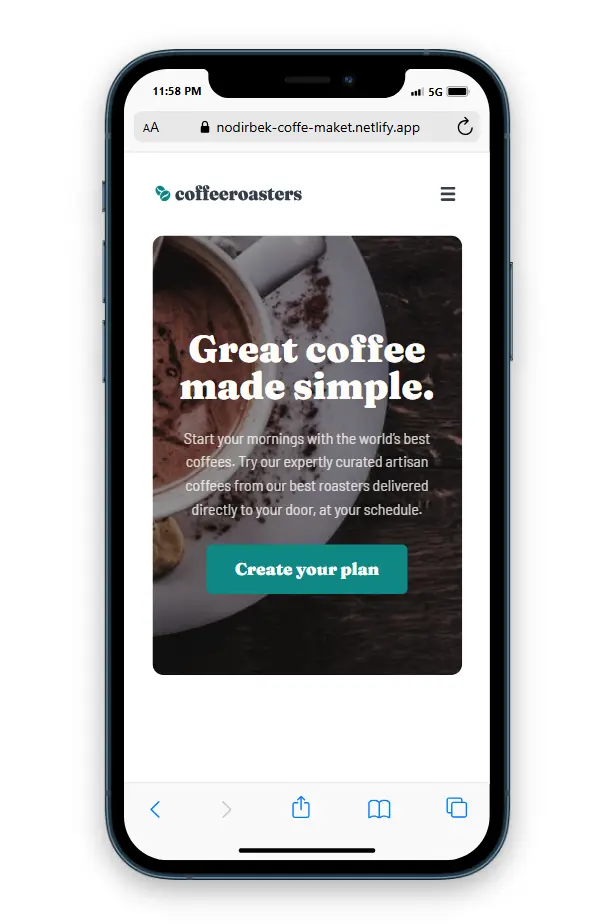 11:58 PM
5G
AA
nodirbek-coffe-maket.netlify.app
coffeeroasters
Great coffee
made simple.
Start your mornings with the world's best
coffees. Try our expertly curated artisan
coffees from our best roasters delivered
directly to your door, at your schedule.
Create your plan